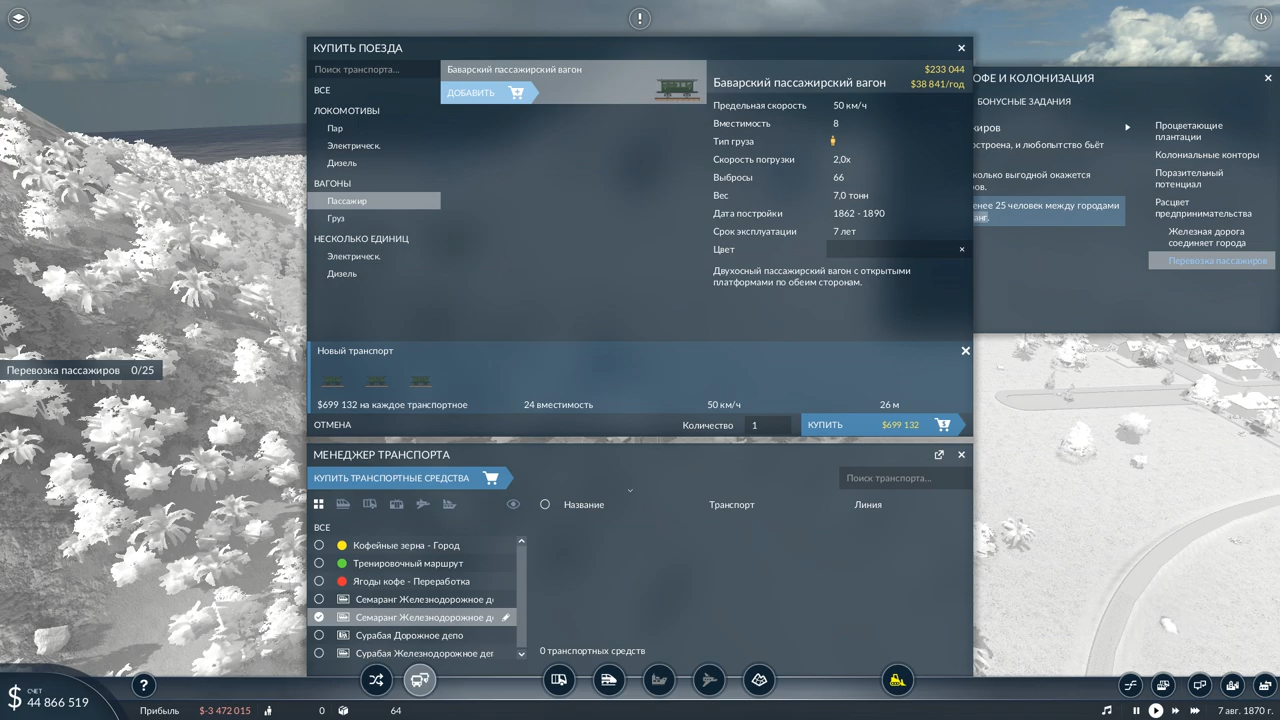 КУПИТЬ ПОЕЗДА
Поиск транспорта...
ВСЕ
ЛОКОМОТИВЫ
Пар
Электрическ.
Дизель
ВАГОНЫ
Пассажир
Груз
НЕСКОЛЬКО ЕДИНИЦ
Электрическ.
Дизель
Баварский пассажирский вагон
ДОБАВИТЬ
$233 044
Баварский пассажирский вагон
$38 841/год
Предельная скорость 50 км/ч
Вместимость 8
Тип груза
Скорость погрузки 2,0x
Выбросы 66
Вес 7,0 тонн
Дата постройки 1862 - 1890
Срок эксплуатации 7 лет
Цвет
Двухосный пассажирский вагон с открытыми
платформами по обеим сторонам.
Новый транспорт
$699 132 на каждое транспортное 24 вместимость 50 км/ч 26 м
ОТМЕНА Количество 1 КУПИТЬ $699 132
ОФЕ И КОЛОНИЗАЦИЯ
БОНУСНЫЕ ЗАДАНИЯ
жиров
остроена, и любопытство бьёт
колько выгодной окажется
ров.
енее 25 человек между городами
анг.
Процветающие
плантации
Колониальные конторы
Поразительный
потенциал
Расцвет
предпринимательства
Железная дорога
соединяет города
Перевозка пассажиров
Перевозка пассажиров 0/25
МЕНЕДЖЕР ТРАНСПОРТА
КУПИТЬ ТРАНСПОРТНЫЕ СРЕДСТВА
Поиск транспорта...
Название Транспорт Линия
ВСЕ
Кофейные зерна - Город
Тренировочный маршрут
Ягоды кофе - Переработка
Семаранг Железнодорожное де
Семаранг Железнодорожное де
Сурабая Дорожное депо
Сурабая Железнодорожное деп
0 транспортных средств
СЧЕТ
$ 44 866 519
?
Прибыль $-3 472 015 0 64
7 авг. 1870 г.